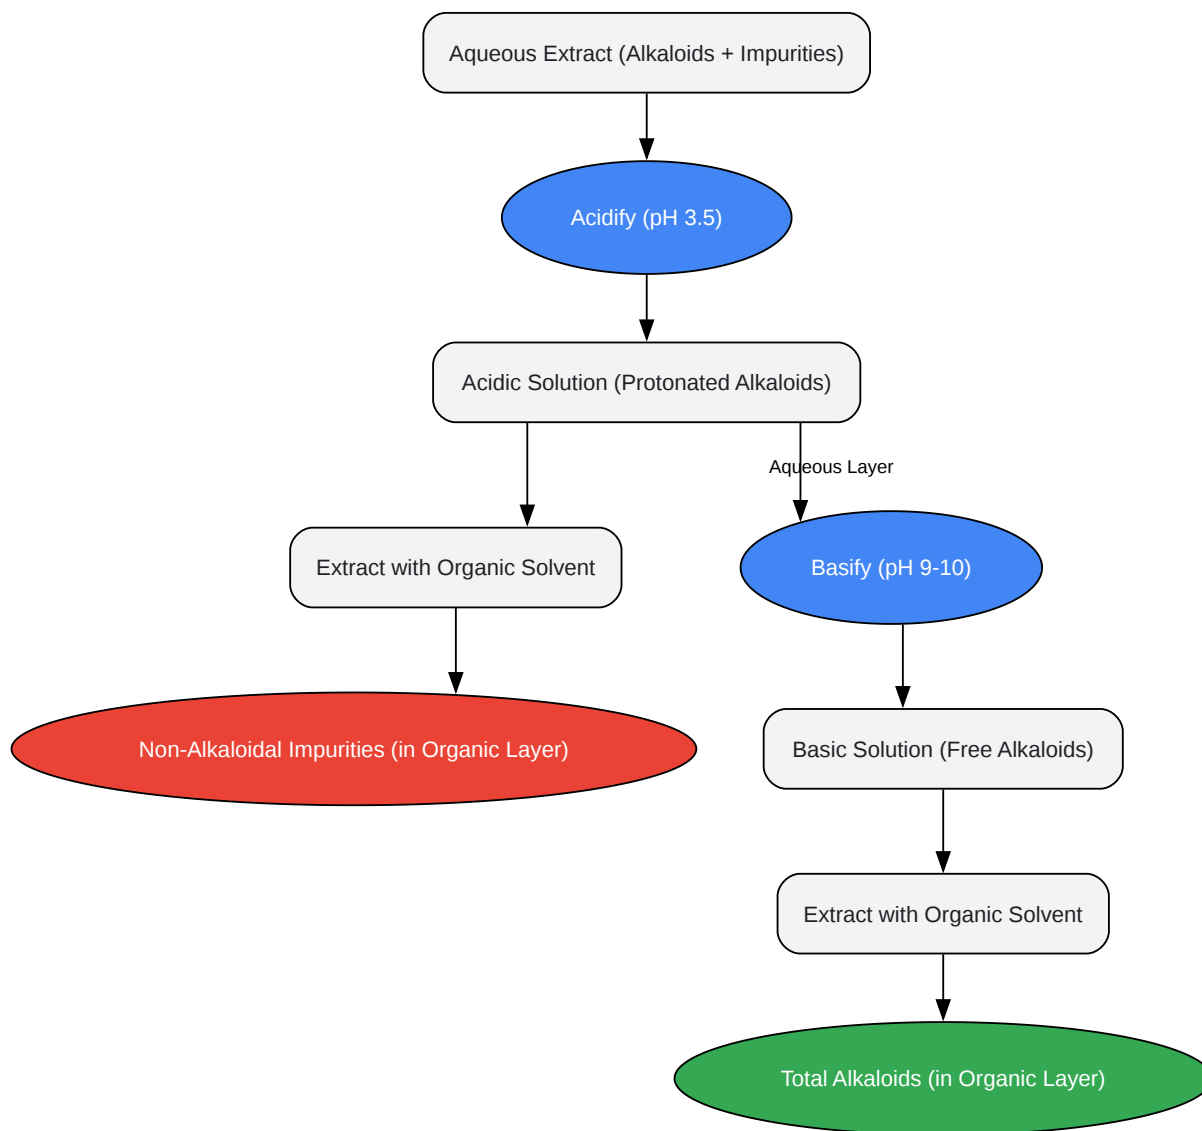 Aqueous Extract (Alkaloids + Impurities)
Acidify (pH 3.5)
Acidic Solution (Protonated Alkaloids)
Aqueous Layer
Extract with Organic Solvent
Basify (pH 9-10)
Non-Alkaloidal Impurities (in Organic Layer)
Basic Solution (Free Alkaloids)
Extract with Organic Solvent
Total Alkaloids (in Organic Layer)